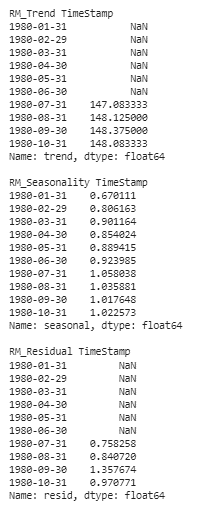 RM_Trend TimeStamp
1980-01-31 NaN
1980-02-29 NaN
1980-03-31 NaN
1980-04-30 NaN
1980-05-31 NaN
1980-06-30 NaN
1980-07-31 147.083333
1980-08-31 148.125000
1980-09-30 148.375000
1980-10-31 148.083333
Name: trend, dtype: float64
RM_Seasonality TimeStamp
1980-01-31 0.670111
1980-02-29 0.806163
1980-03-31 0.901164
1980-04-30 0.854024
1980-05-31 0.889415
1980-06-30 0.923985
1980-07-31 1.058038
1980-08-31 1.035881
1980-09-30 1.017648
1980-10-31 1.022573
Name: seasonal, dtype: float64
RM_Residual TimeStamp
1980-01-31 NaN
1980-02-29 NaN
1980-03-31 NaN
1980-04-30 NaN
1980-05-31 NaN
1980-06-30 NaN
1980-07-31 0.758258
1980-08-31 0.840720
1980-09-30 1.357674
1980-10-31 0.970771
Name: resid, dtype: float64